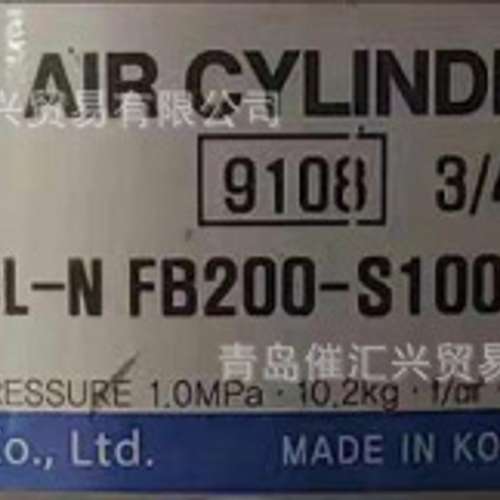 AIR CYLINDE
兴贸易有限公司
9108 3/4
L-N FB200-S100
青岛催汇兴贸易
RESSURE 1.0MPa · 10.2kg · f/
Co., Ltd. MADE IN KO